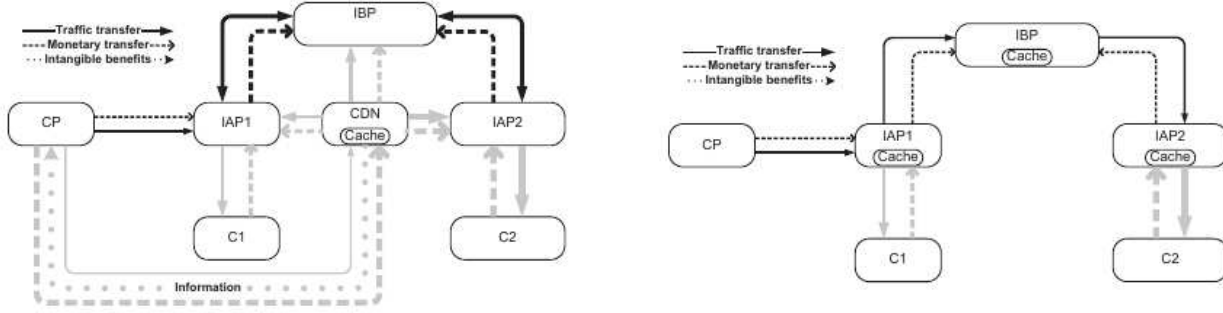 Traffic transfer
Monetary transfer
Intangible benefits
IBP
CP
IAP1
CDN
Cache
IAP2
C1
C2
Information
Traffic transfer
Monetary transfer
Intangible benefits
IBP
Cache
CP
IAP1
Cache
IAP2
Cache
C1
C2